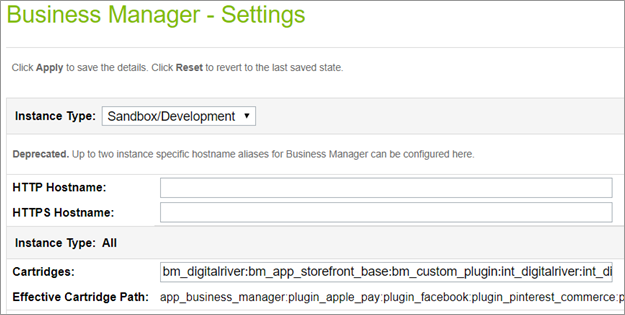 Business Manager - Settings
Click Apply to save the details. Click Reset to revert to the last saved state.
Instance Type: Sandbox/Development
Deprecated. Up to two instance specific hostname aliases for Business Manager can be configured here.
HTTP Hostname:
HTTPS Hostname:
Instance Type: All
Cartridges: bm_digitalriver:bm_app_storefront_base:bm_custom_plugin:int_digitalriver:int_di
Effective Cartridge Path: app_business_manager:plugin_apple_pay:plugin_facebook:plugin_pinterest_commerce:p